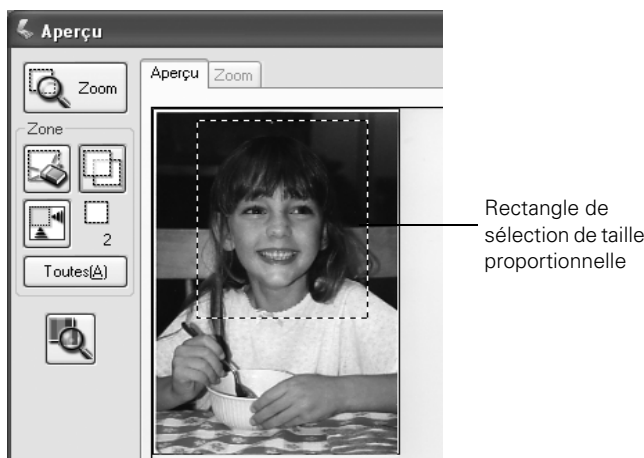 Aperçu
Zoom
Aperçu Zoom
Zone
2
Toutes(A)
Rectangle de
sélection de taille
proportionnelle